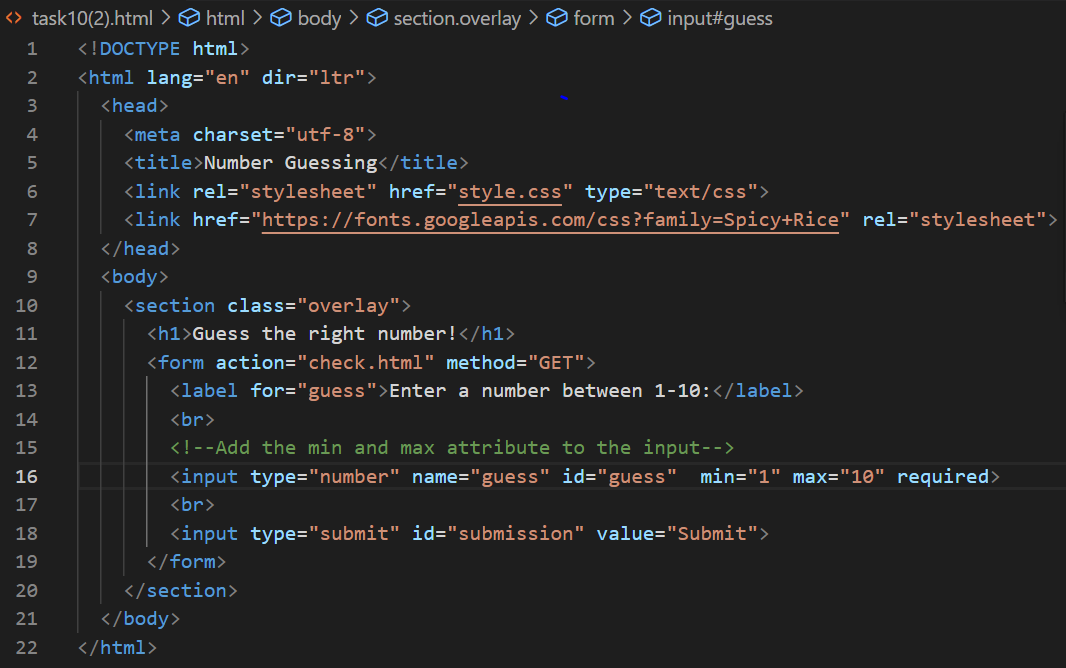 task10(2).html > html > body > section.overlay > form > input#guess
1 <!DOCTYPE html>
2 <html lang="en" dir="ltr">
3 <head>
4 <meta charset="utf-8">
5 <title>Number Guessing</title>
6 <link rel="stylesheet" href="style.css" type="text/css">
7 <link href="https://fonts.googleapis.com/css?family=Spicy+Rice" rel="stylesheet">
8 </head>
9 <body>
10 <section class="overlay">
11 <h1>Guess the right number!</h1>
12 <form action="check.html" method="GET">
13 <label for="guess">Enter a number between 1-10:</label>
14 <br>
15 <!--Add the min and max attribute to the input-->
16 <input type="number" name="guess" id="guess"  min="1" max="10" required>
17 <br>
18 <input type="submit" id="submission" value="Submit">
19 </form>
20 </section>
21 </body>
22 </html>